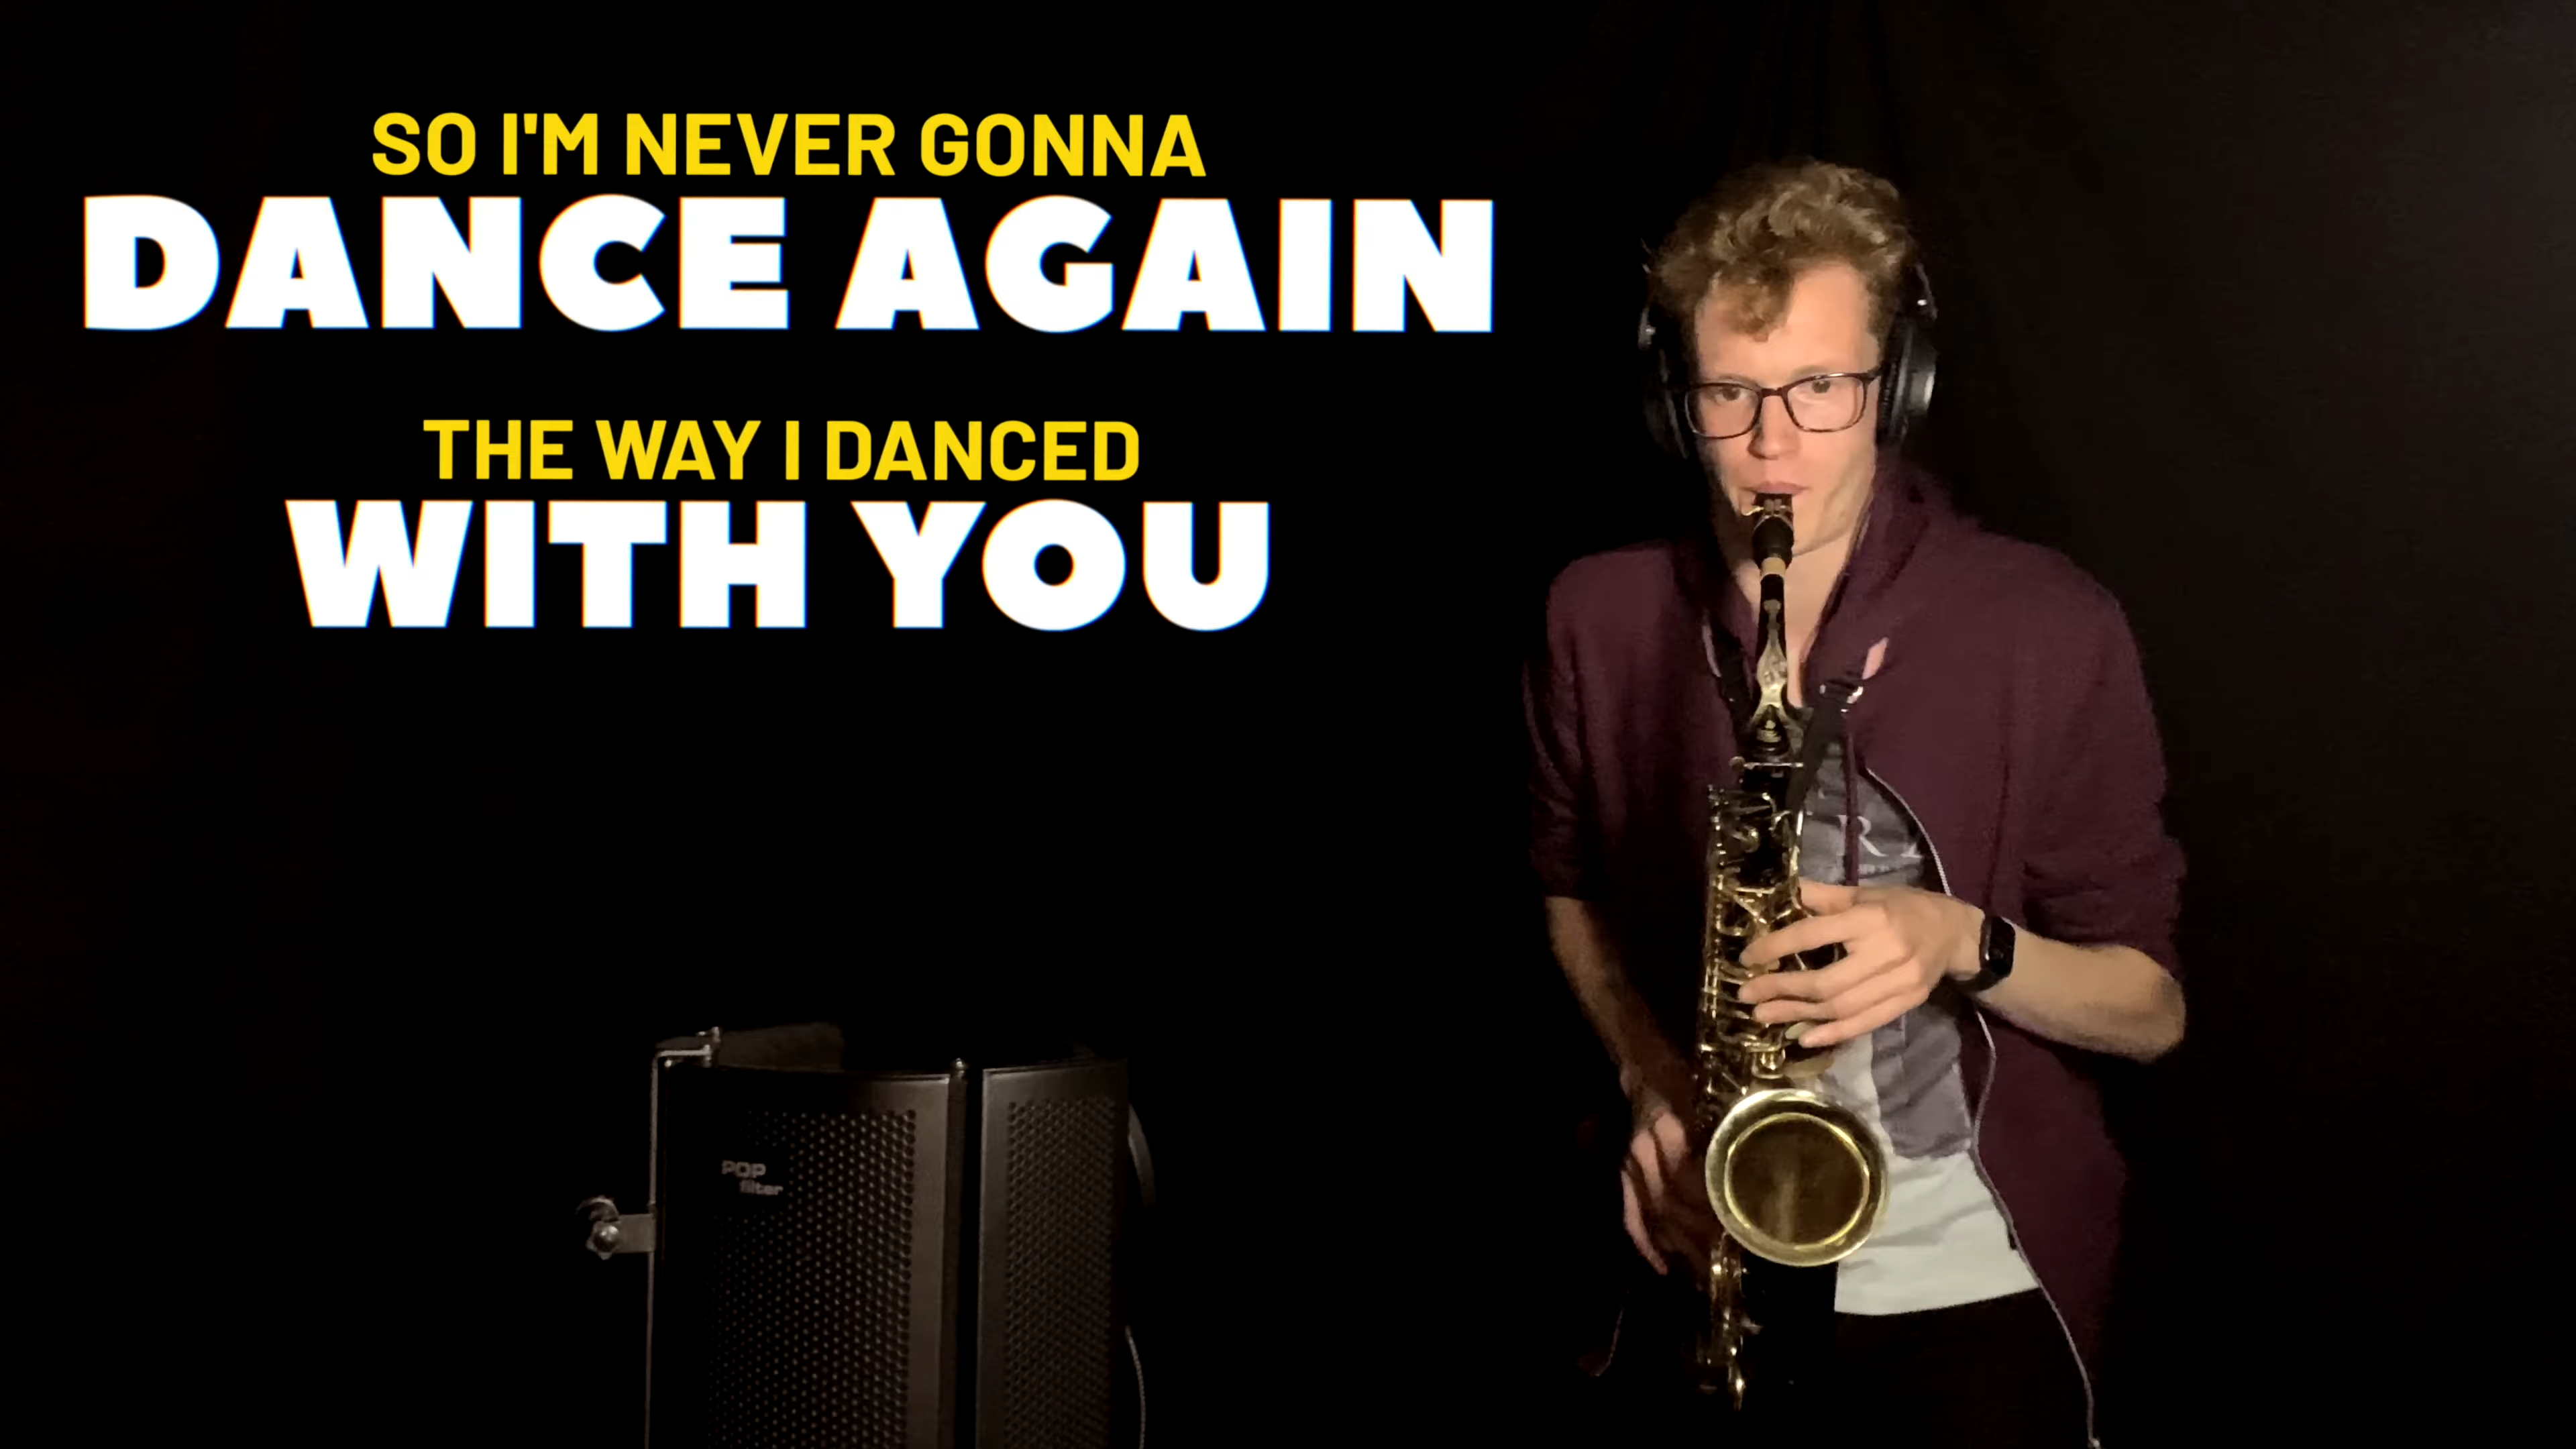 SO I'M NEVER GONNA
DANCE AGAIN
THE WAY I DANCED
WITH YOU
POP
filter